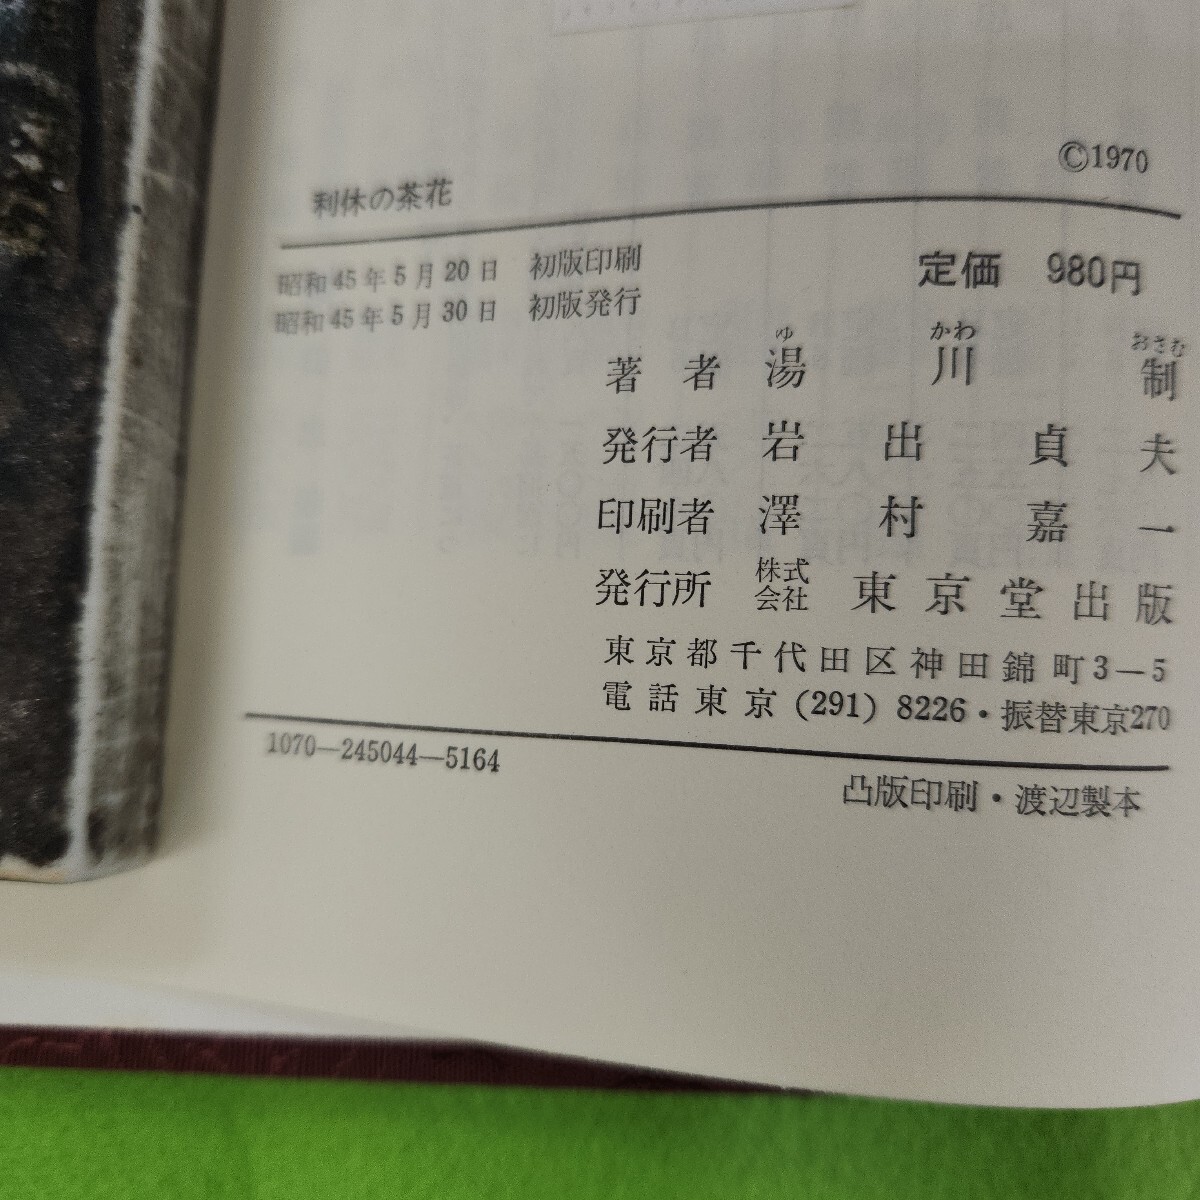 ©1970
利休の茶花
昭和45年5月20日 初版印刷
昭和45年5月30日 初版発行
定価 980円
著者 湯川制
ゆ かわ おさむ
発行者 岩出貞夫
印刷者 澤村嘉一
発行所 株式会社 東京堂出版
東京都千代田区神田錦町3—5
電話東京(291)8226・振替東京270
1070—245044—5164
凸版印刷・渡辺製本